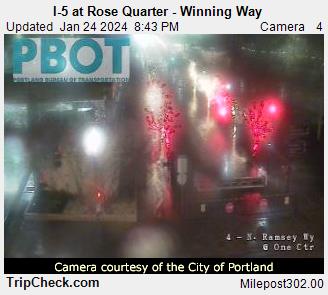 I-5 at Rose Quarter - Winning Way
Updated Jan 24 2024 8:43 PM Camera 4
PBOT
PORTLAND BUREAU OF TRANSPORTATION
4 - N. Ramsey Wy
@ One Ctr
Camera courtesy of the City of Portland
TripCheck.com Milepost302.00